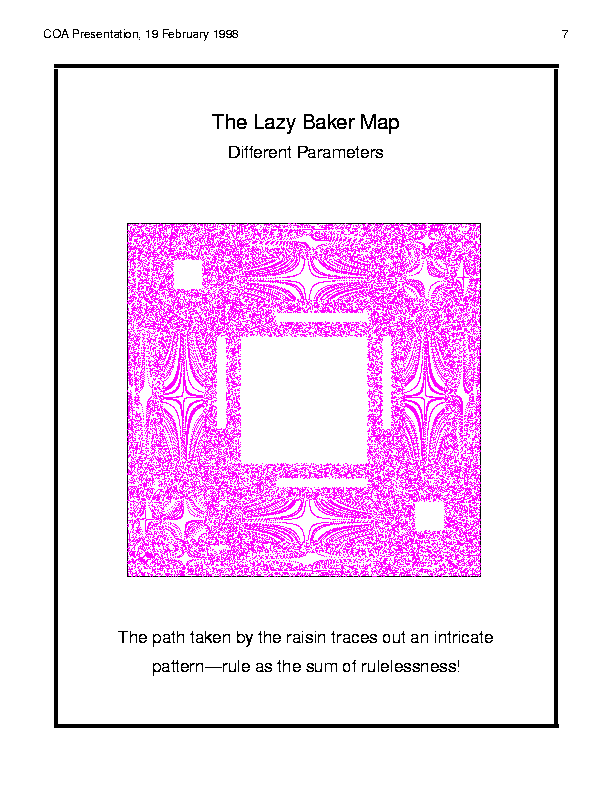 COA Presentation, 19 February 1998 7
The Lazy Baker Map
Different Parameters
The path taken by the raisin traces out an intricate
pattern—rule as the sum of rulelessness!